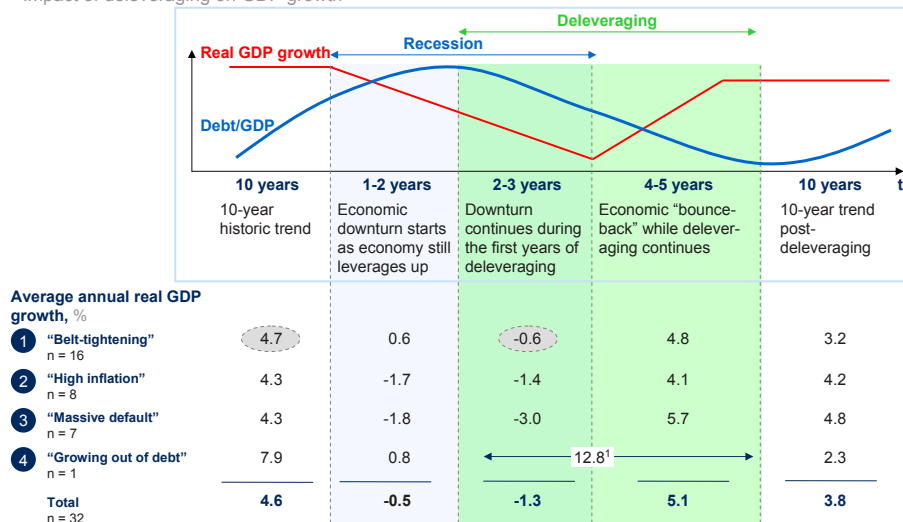 Impact of deleveraging on GDP growth
Deleveraging
Recession
Real GDP growth
Debt/GDP
10 years 1-2 years 2-3 years 4-5 years 10 years t
10-year
historic trend
Economic
downturn starts
as economy still
leverages up
Downturn
continues during
the first years of
deleveraging
Economic “bounce-
back” while delever-
aging continues
10-year trend
post-
deleveraging
Average annual real GDP
growth, %
1 “Belt-tightening” 4.7 0.6 -0.6 4.8 3.2
n = 16
2 “High inflation” 4.3 -1.7 -1.4 4.1 4.2
n = 8
3 “Massive default” 4.3 -1.8 -3.0 5.7 4.8
n = 7
4 “Growing out of debt” 7.9 0.8 12.8¹ 2.3
n = 1
Total 4.6 -0.5 -1.3 5.1 3.8
n = 32